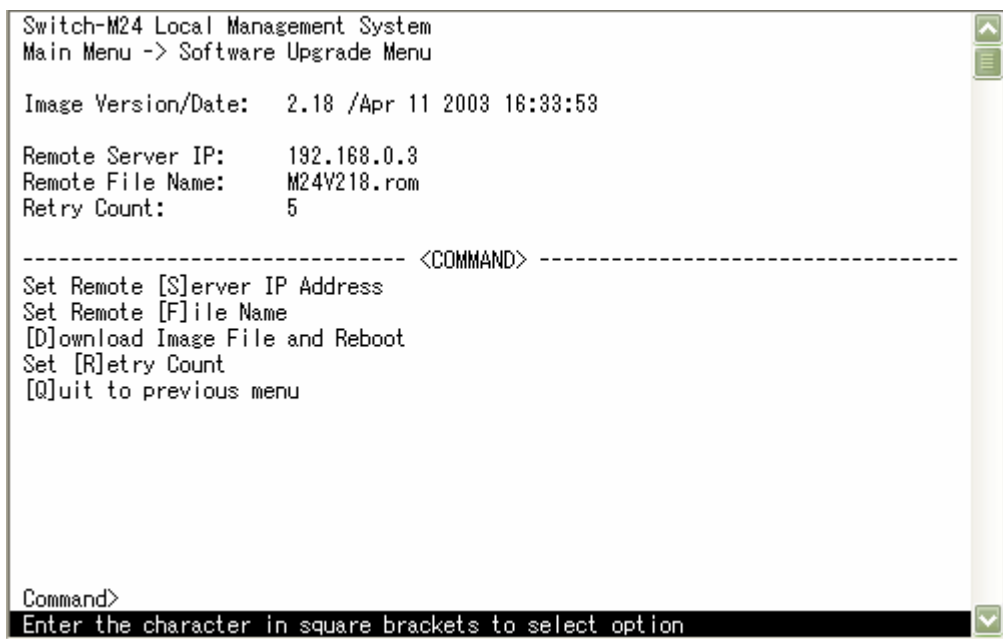 Switch-M24 Local Management System
Main Menu -> Software Upgrade Menu
Image Version/Date:   2.18 /Apr 11 2003 16:33:53
Remote Server IP:     192.168.0.3
Remote File Name:     M24V218.rom
Retry Count:          5
-------------------------------- <COMMAND> -----------------------------------
Set Remote [S]erver IP Address
Set Remote [F]ile Name
[D]ownload Image File and Reboot
Set [R]etry Count
[Q]uit to previous menu
Command>
Enter the character in square brackets to select option